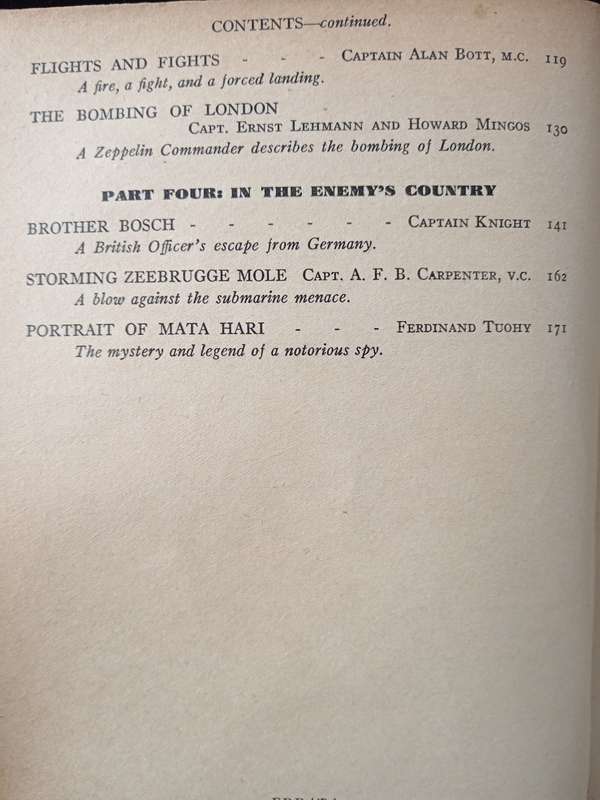 CONTENTS—continued.
FLIGHTS AND FIGHTS - - - CAPTAIN ALAN BOTT, M.C. 119
A fire, a fight, and a forced landing.
THE BOMBING OF LONDON
CAPT. ERNST LEHMANN AND HOWARD MINGOS 130
A Zeppelin Commander describes the bombing of London.
PART FOUR: IN THE ENEMY'S COUNTRY
BROTHER BOSCH - - - - - - CAPTAIN KNIGHT 141
A British Officer's escape from Germany.
STORMING ZEEBRUGGE MOLE CAPT. A. F. B. CARPENTER, V.C. 162
A blow against the submarine menace.
PORTRAIT OF MATA HARI - - - FERDINAND TUOHY 171
The mystery and legend of a notorious spy.